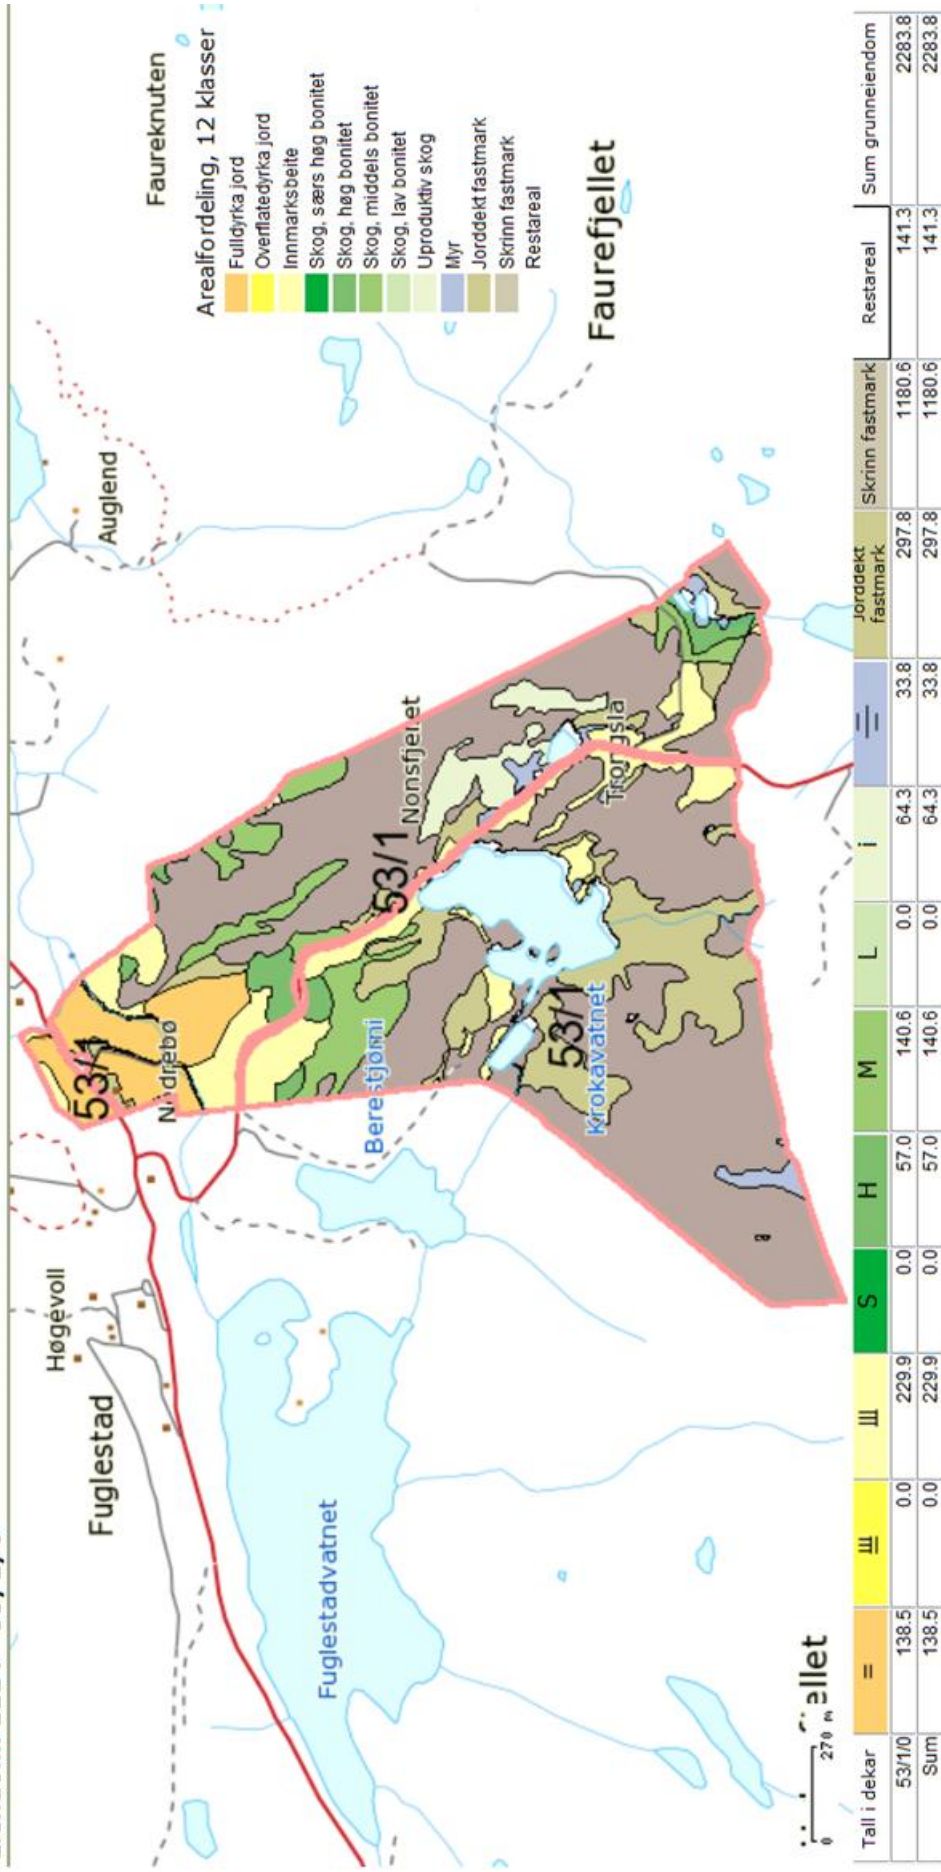 Faureknuten
Arealfordeling, 12 klasser
Fulldyrka jord
Overflatedyrka jord
Innmarksbeite
Skog, særs høg bonitet
Skog, høg bonitet
Skog, middels bonitet
Skog, lav bonitet
Uproduktiv skog
Myr
Jorddekt fastmark
Skrinn fastmark
Restareal
Auglend
Faurefjellet
Høgevoll
Fuglestad
53/1
Berestjørni
53/1
Nonsfjellet
Fuglestadvatnet
53/1
Krokavatnet
0 270 m
Tall i dekar = S H M L i Jorddekt fastmark Skrinn fastmark Restareal Sum grunneiendom
53/1/0 138.5 0.0 229.9 0.0 57.0 140.6 0.0 64.3 33.8 297.8 1180.6 141.3 2283.8
Sum 138.5 0.0 229.9 0.0 57.0 140.6 0.0 64.3 33.8 297.8 1180.6 141.3 2283.8